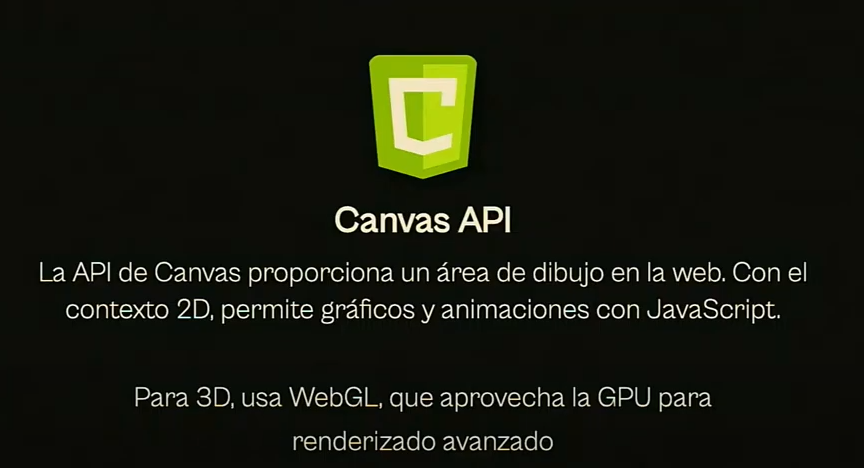 C
Canvas API
La API de Canvas proporciona un área de dibujo en la web. Con el
contexto 2D, permite gráficos y animaciones con JavaScript.
Para 3D, usa WebGL, que aprovecha la GPU para
renderizado avanzado